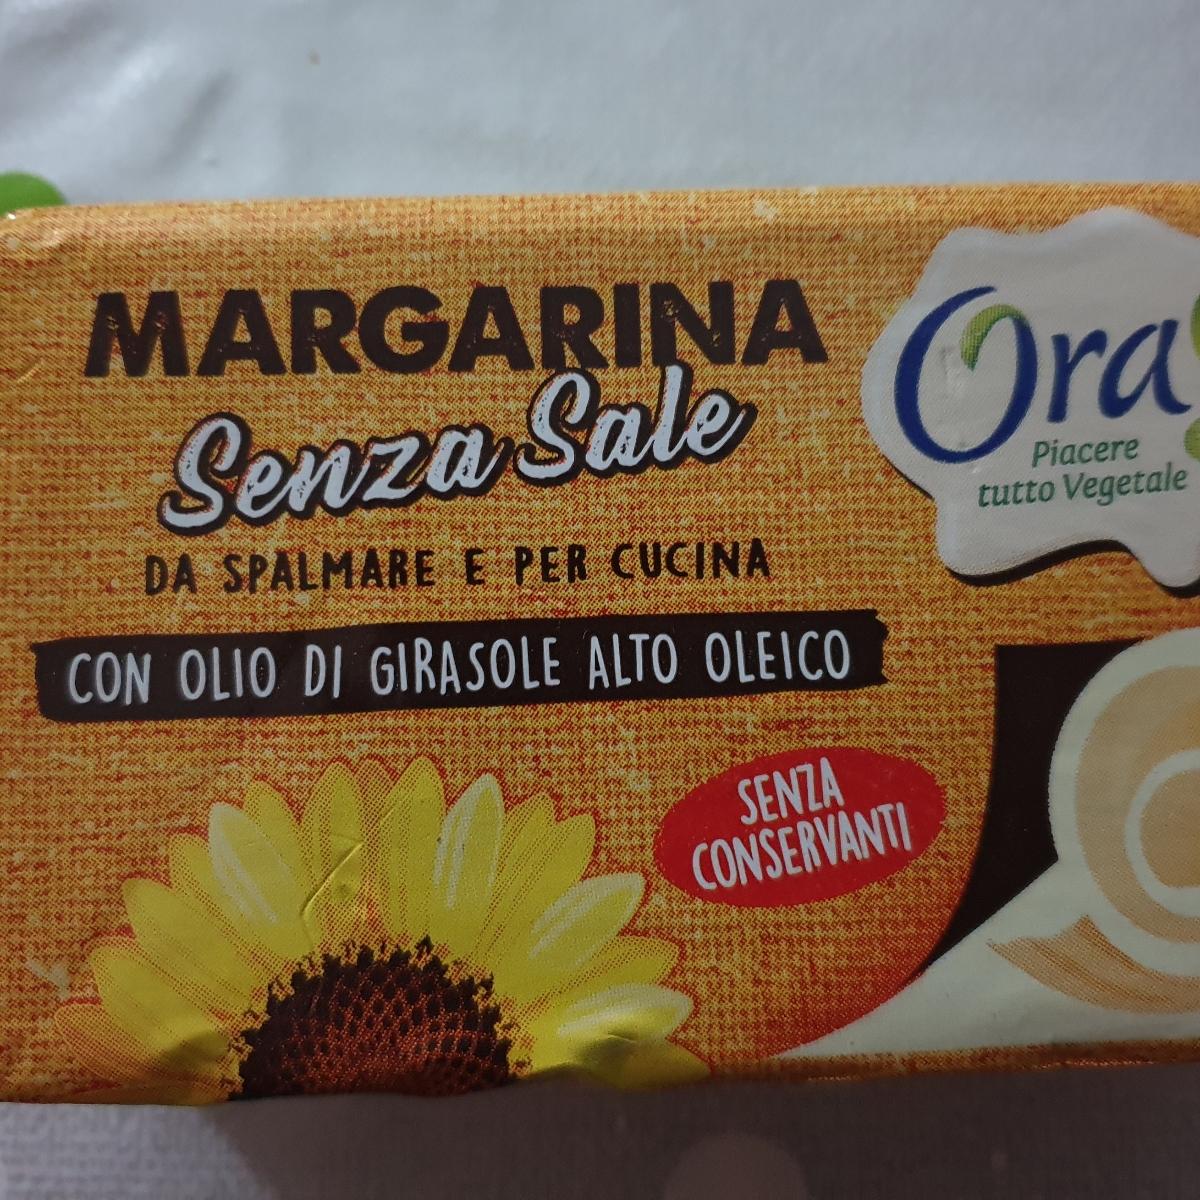 MARGARINA
Senza Sale
DA SPALMARE E PER CUCINA
CON OLIO DI GIRASOLE ALTO OLEICO
SENZA
CONSERVANTI
Ora
Piacere
tutto Vegetale